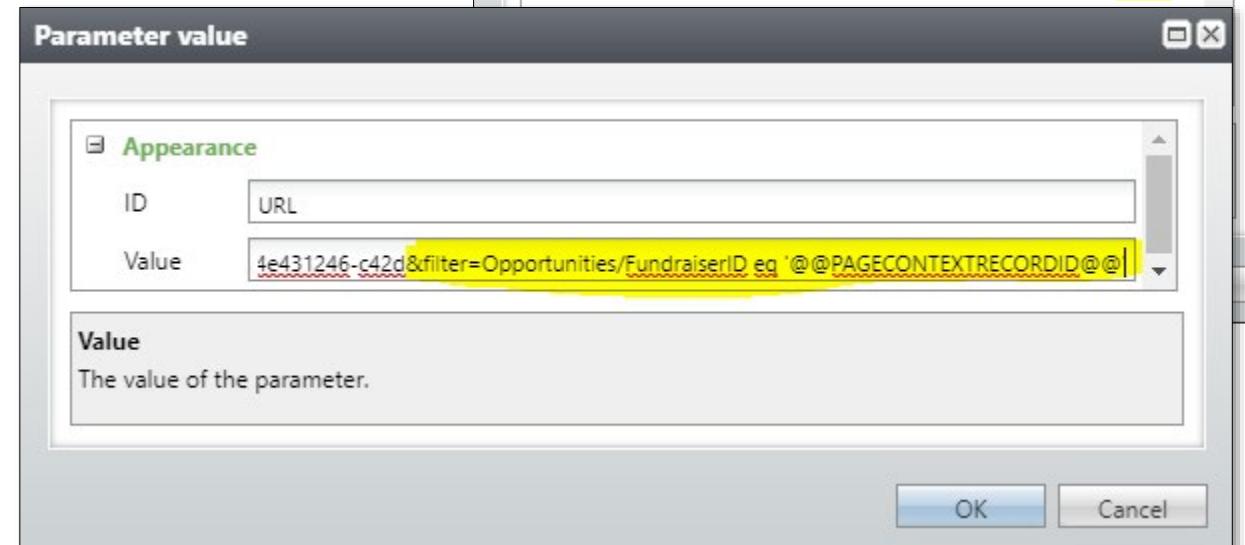 Parameter value
Appearance
ID
URL
Value
4e431246-c42d&filter=Opportunities/FundraiserID eq '@@PAGECONTEXTRECORDID@@'
Value
The value of the parameter.
OK
Cancel